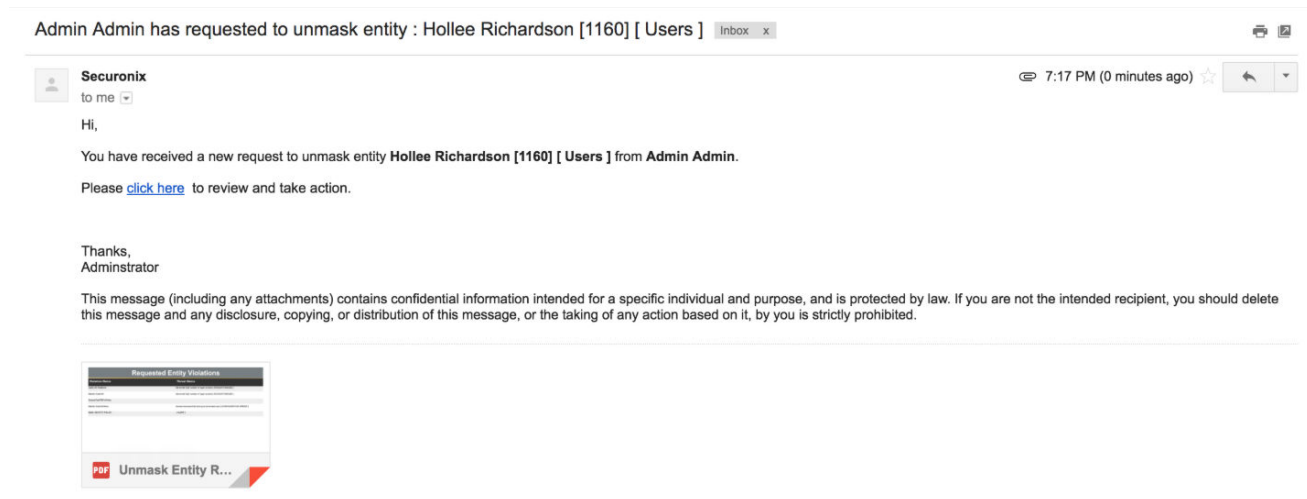 Admin Admin has requested to unmask entity : Hollee Richardson [1160] [ Users ] Inbox x
Securonix
7:17 PM (0 minutes ago)
to me
Hi,
You have received a new request to unmask entity Hollee Richardson [1160] [ Users ] from Admin Admin.
Please click here to review and take action.
Thanks,
Adminstrator
This message (including any attachments) contains confidential information intended for a specific individual and purpose, and is protected by law. If you are not the intended recipient, you should delete
this message and any disclosure, copying, or distribution of this message, or the taking of any action based on it, by you is strictly prohibited.
Requested Entity Violations
PDF Unmask Entity R...